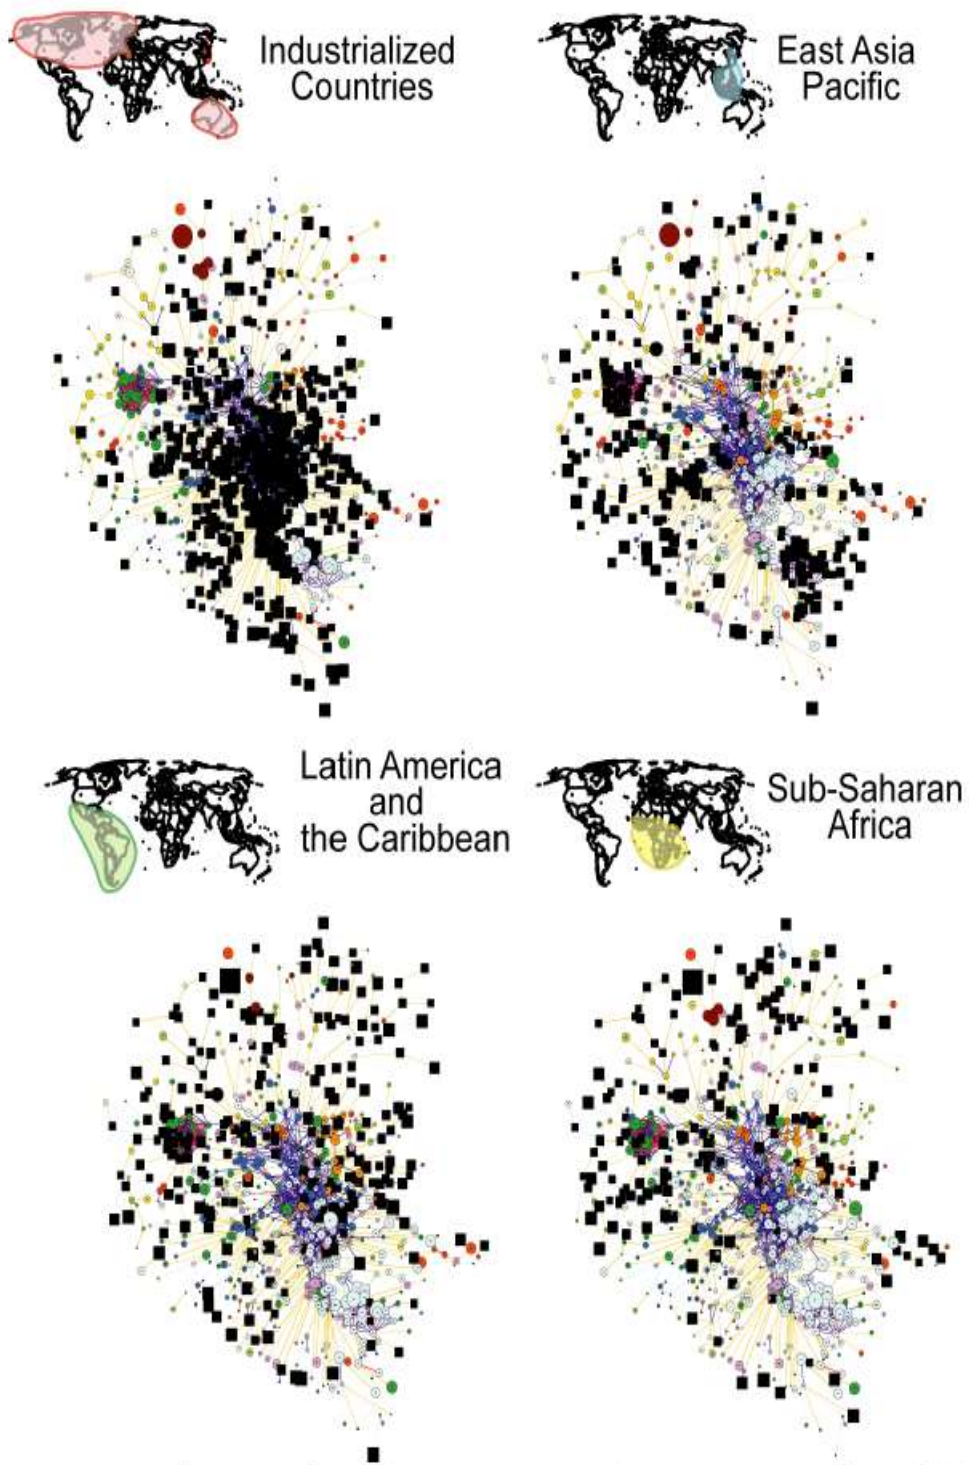 Industrialized
Countries
East Asia
Pacific
Latin America
and
the Caribbean
Sub-Saharan
Africa